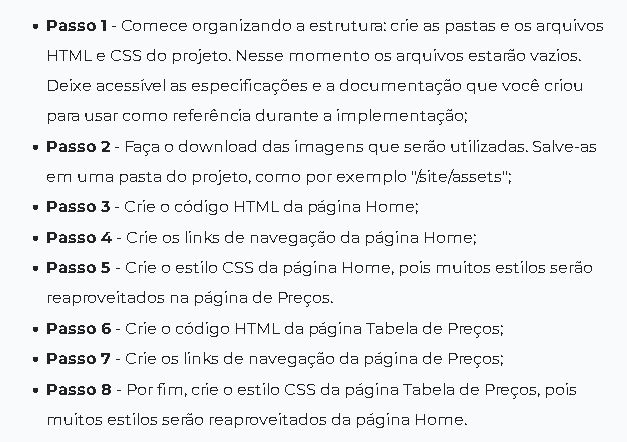 • Passo 1 - Comece organizando a estrutura: crie as pastas e os arquivos
HTML e CSS do projeto. Nesse momento os arquivos estarão vazios.
Deixe acessível as especificações e a documentação que você criou
para usar como referência durante a implementação;
• Passo 2 - Faça o download das imagens que serão utilizadas. Salve-as
em uma pasta do projeto, como por exemplo "/site/assets";
• Passo 3 - Crie o código HTML da página Home;
• Passo 4 - Crie os links de navegação da página Home;
• Passo 5 - Crie o estilo CSS da página Home, pois muitos estilos serão
reaproveitados na página de Preços.
• Passo 6 - Crie o código HTML da página Tabela de Preços;
• Passo 7 - Crie os links de navegação da página de Preços;
• Passo 8 - Por fim, crie o estilo CSS da página Tabela de Preços, pois
muitos estilos serão reaproveitados da página Home.